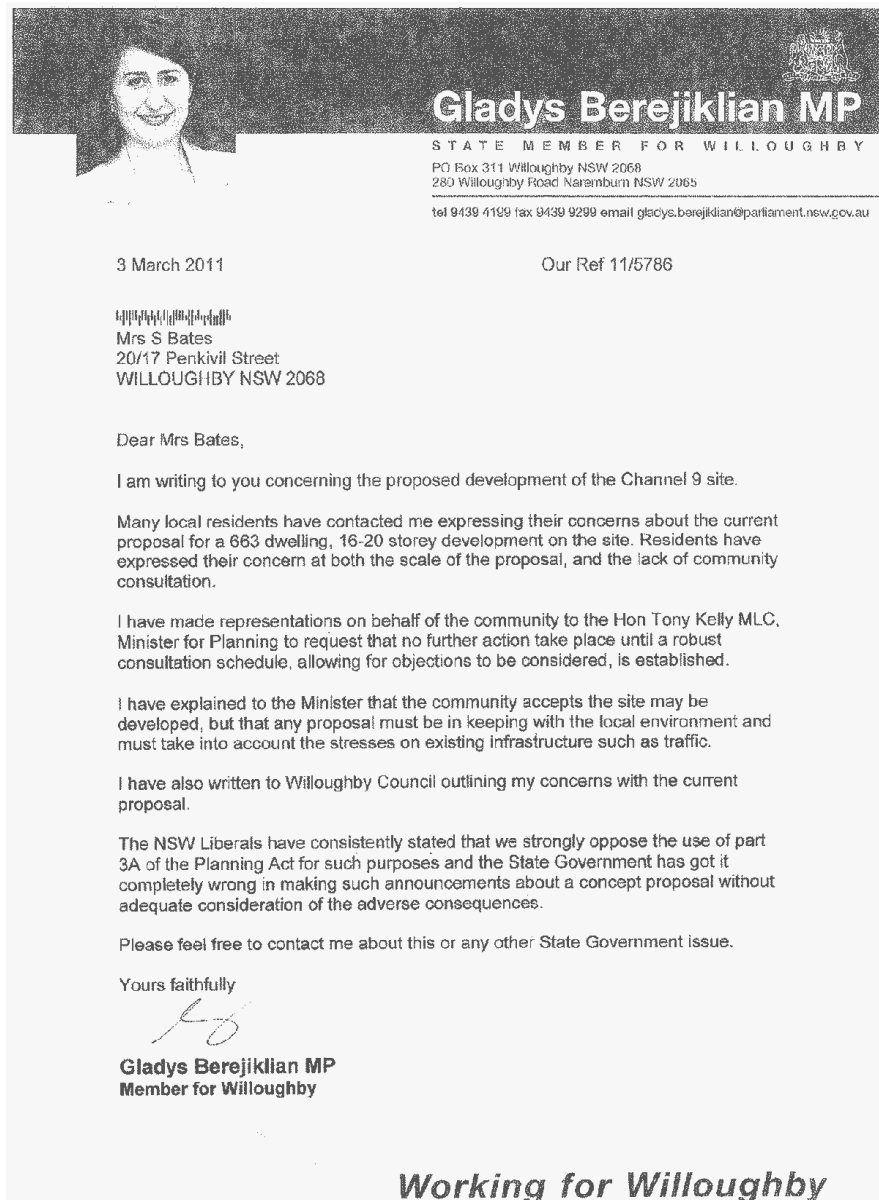 Gladys Berejiklian MP
STATE MEMBER FOR WILLOUGHBY
PO Box 311 Willoughby NSW 2068
280 Willoughby Road Naremburn NSW 2065
tel 9439 4199 fax 9439 9299 email gladys.berejiklian@parliament.nsw.gov.au
3 March 2011 Our Ref 11/5786
Mrs S Bates
20/17 Penkivil Street
WILLOUGHBY NSW 2068
Dear Mrs Bates,
I am writing to you concerning the proposed development of the Channel 9 site.
Many local residents have contacted me expressing their concerns about the current
proposal for a 663 dwelling, 16-20 storey development on the site. Residents have
expressed their concern at both the scale of the proposal, and the lack of community
consultation.
I have made representations on behalf of the community to the Hon Tony Kelly MLC,
Minister for Planning to request that no further action take place until a robust
consultation schedule, allowing for objections to be considered, is established.
I have explained to the Minister that the community accepts the site may be
developed, but that any proposal must be in keeping with the local environment and
must take into account the stresses on existing infrastructure such as traffic.
I have also written to Willoughby Council outlining my concerns with the current
proposal.
The NSW Liberals have consistently stated that we strongly oppose the use of part
3A of the Planning Act for such purposes and the State Government has got it
completely wrong in making such announcements about a concept proposal without
adequate consideration of the adverse consequences.
Please feel free to contact me about this or any other State Government issue.
Yours faithfully
Gladys Berejiklian MP
Member for Willoughby
Working for Willoughby